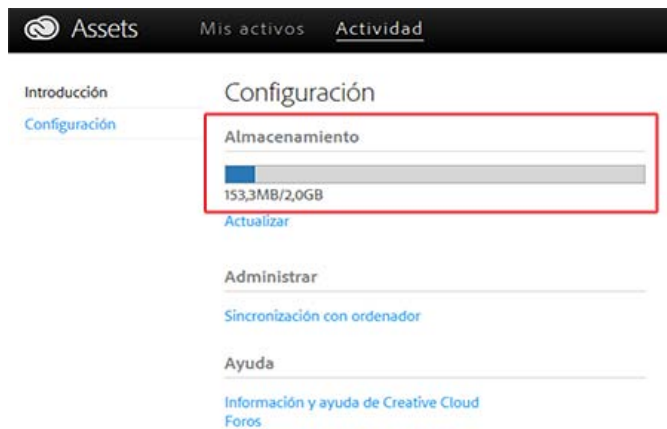 Assets
Mis activos
Actividad
Introducción
Configuración
Configuración
Almacenamiento
153,3MB/2,0GB
Actualizar
Administrar
Sincronización con ordenador
Ayuda
Información y ayuda de Creative Cloud
Foros